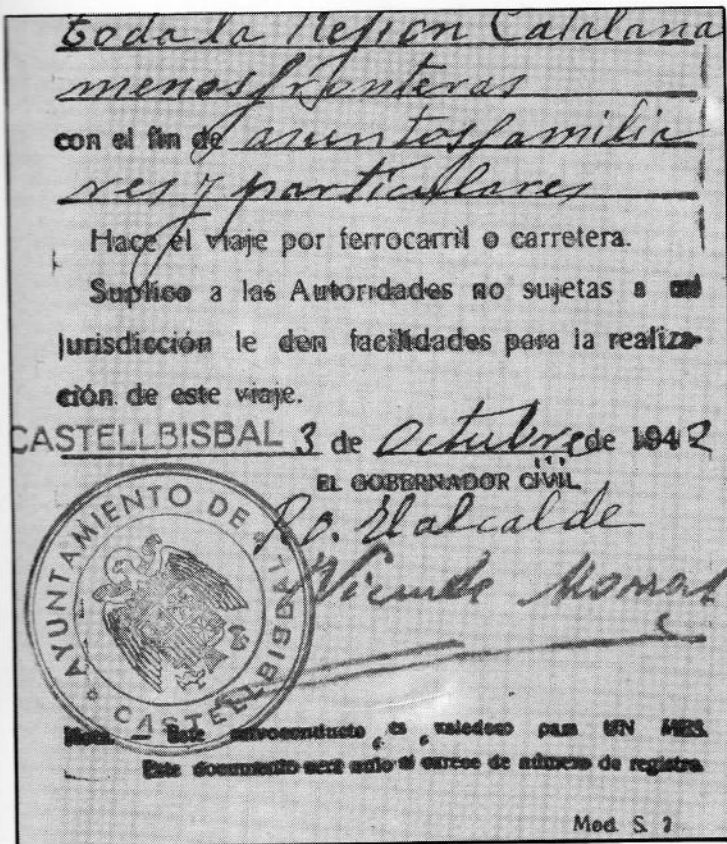 toda la Region Catalana
menos fronteras
con el fin de asuntos familia
res y particulares
Hace el viaje por ferrocarril o carretera.
Suplico a las Autoridades no sujetas a mi
jurisdicción le den facilidades para la realiza-
ción de este viaje.
CASTELLBISBAL 3 de Octubre de 1942
EL GOBERNADOR CIVIL
P.O. El alcalde
Vicente
AYUNTAMIENTO DE CASTELLBISBAL
Nota. — Este salvoconducto es valedero para UN MES.
Este documento será nulo si carece de número de registro.
Mod. S.